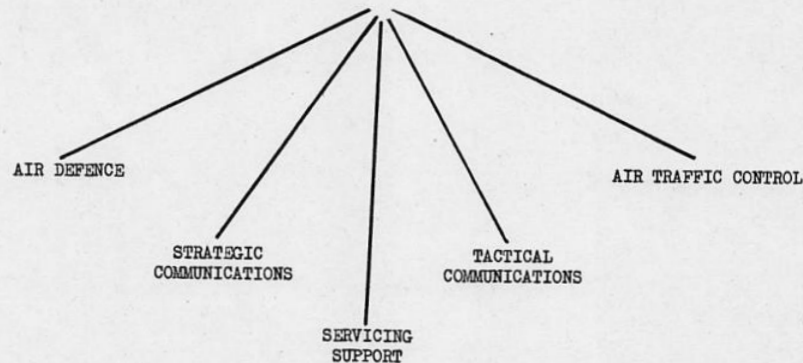 AIR DEFENCE
AIR TRAFFIC CONTROL
STRATEGIC
COMMUNICATIONS
TACTICAL
COMMUNICATIONS
SERVICING
SUPPORT